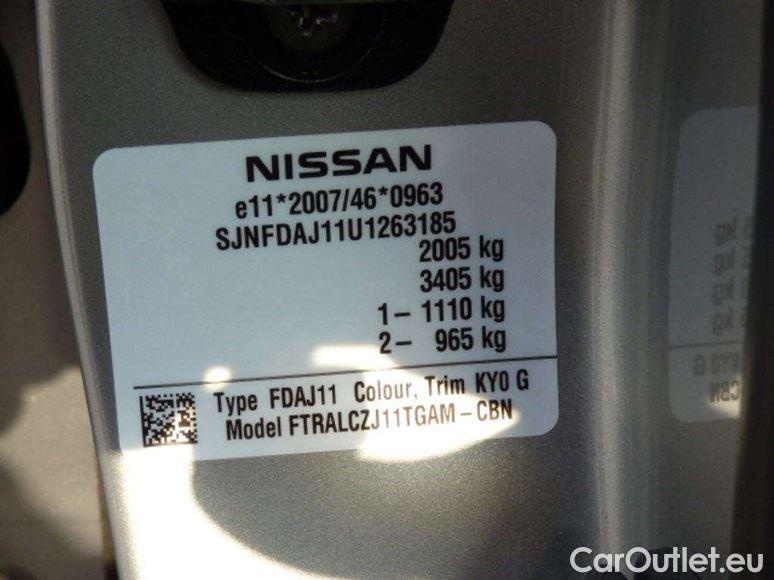 NISSAN
e11*2007/46*0963
SJNFDAJ11U1263185
2005 kg
3405 kg
1– 1110 kg
2– 965 kg
Type FDAJ11 Colour, Trim KY0 G
Model FTRALCZJ11TGAM–CBN
CarOutlet.eu